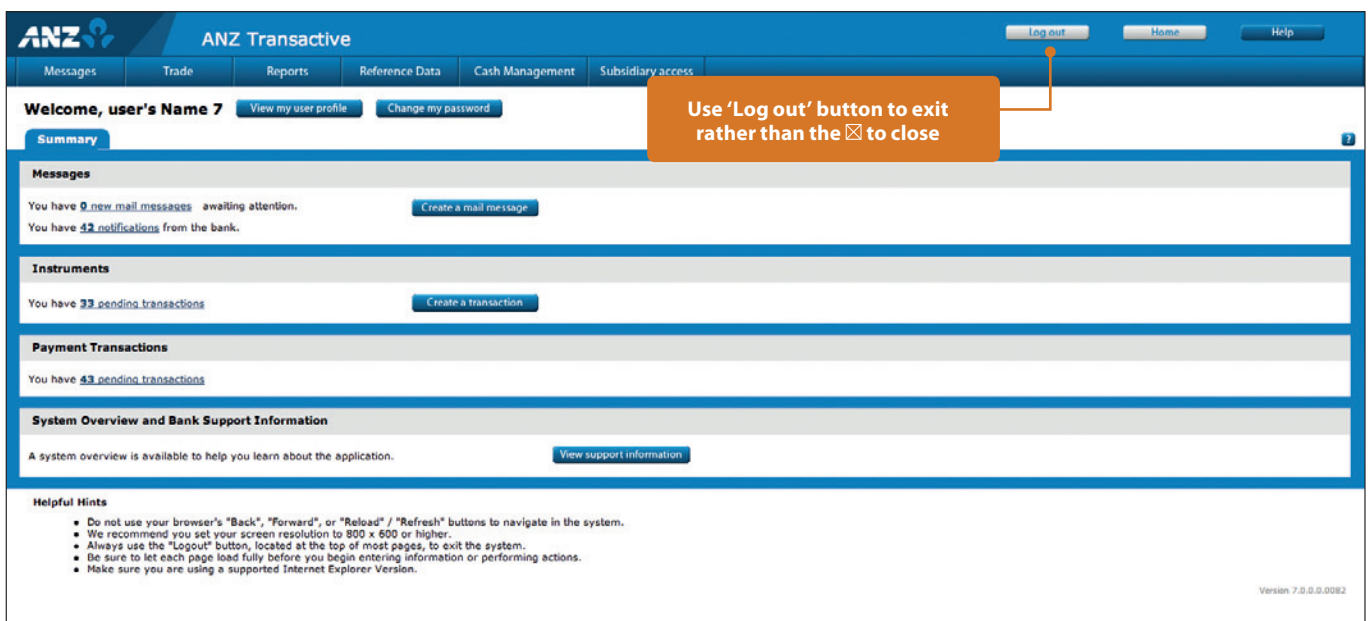 ANZ
ANZ Transactive
Log out
Home
Help
Messages
Trade
Reports
Reference Data
Cash Management
Subsidiary access
Welcome, user's Name 7
View my user profile
Change my password
Use ‘Log out’ button to exit
rather than the ☒ to close
Summary
?
Messages
You have 0 new mail messages awaiting attention.
Create a mail message
You have 42 notifications from the bank.
Instruments
You have 33 pending transactions
Create a transaction
Payment Transactions
You have 43 pending transactions
System Overview and Bank Support Information
A system overview is available to help you learn about the application.
View support information
Helpful Hints
• Do not use your browser's "Back", "Forward", or "Reload" / "Refresh" buttons to navigate in the system.
• We recommend you set your screen resolution to 800 x 600 or higher.
• Always use the "Logout" button, located at the top of most pages, to exit the system.
• Be sure to let each page load fully before you begin entering information or performing actions.
• Make sure you are using a supported Internet Explorer Version.
Version 7.0.0.0.0082